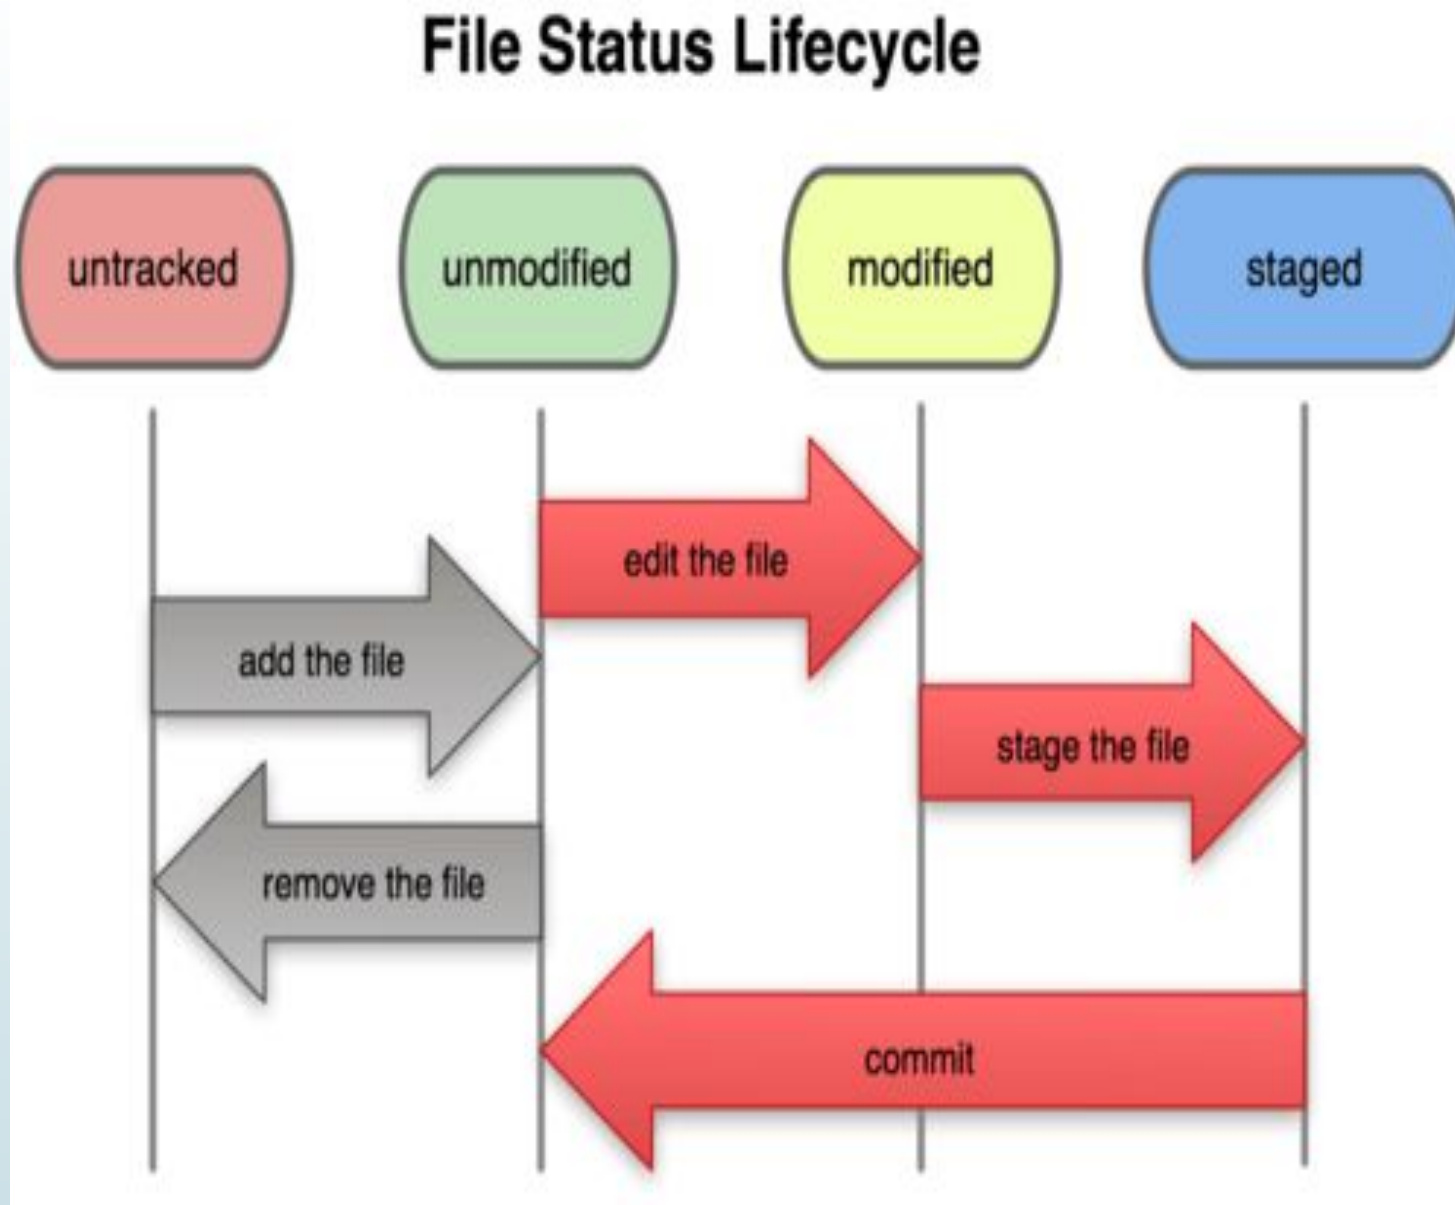 File Status Lifecycle
untracked
unmodified
modified
staged
edit the file
add the file
stage the file
remove the file
commit